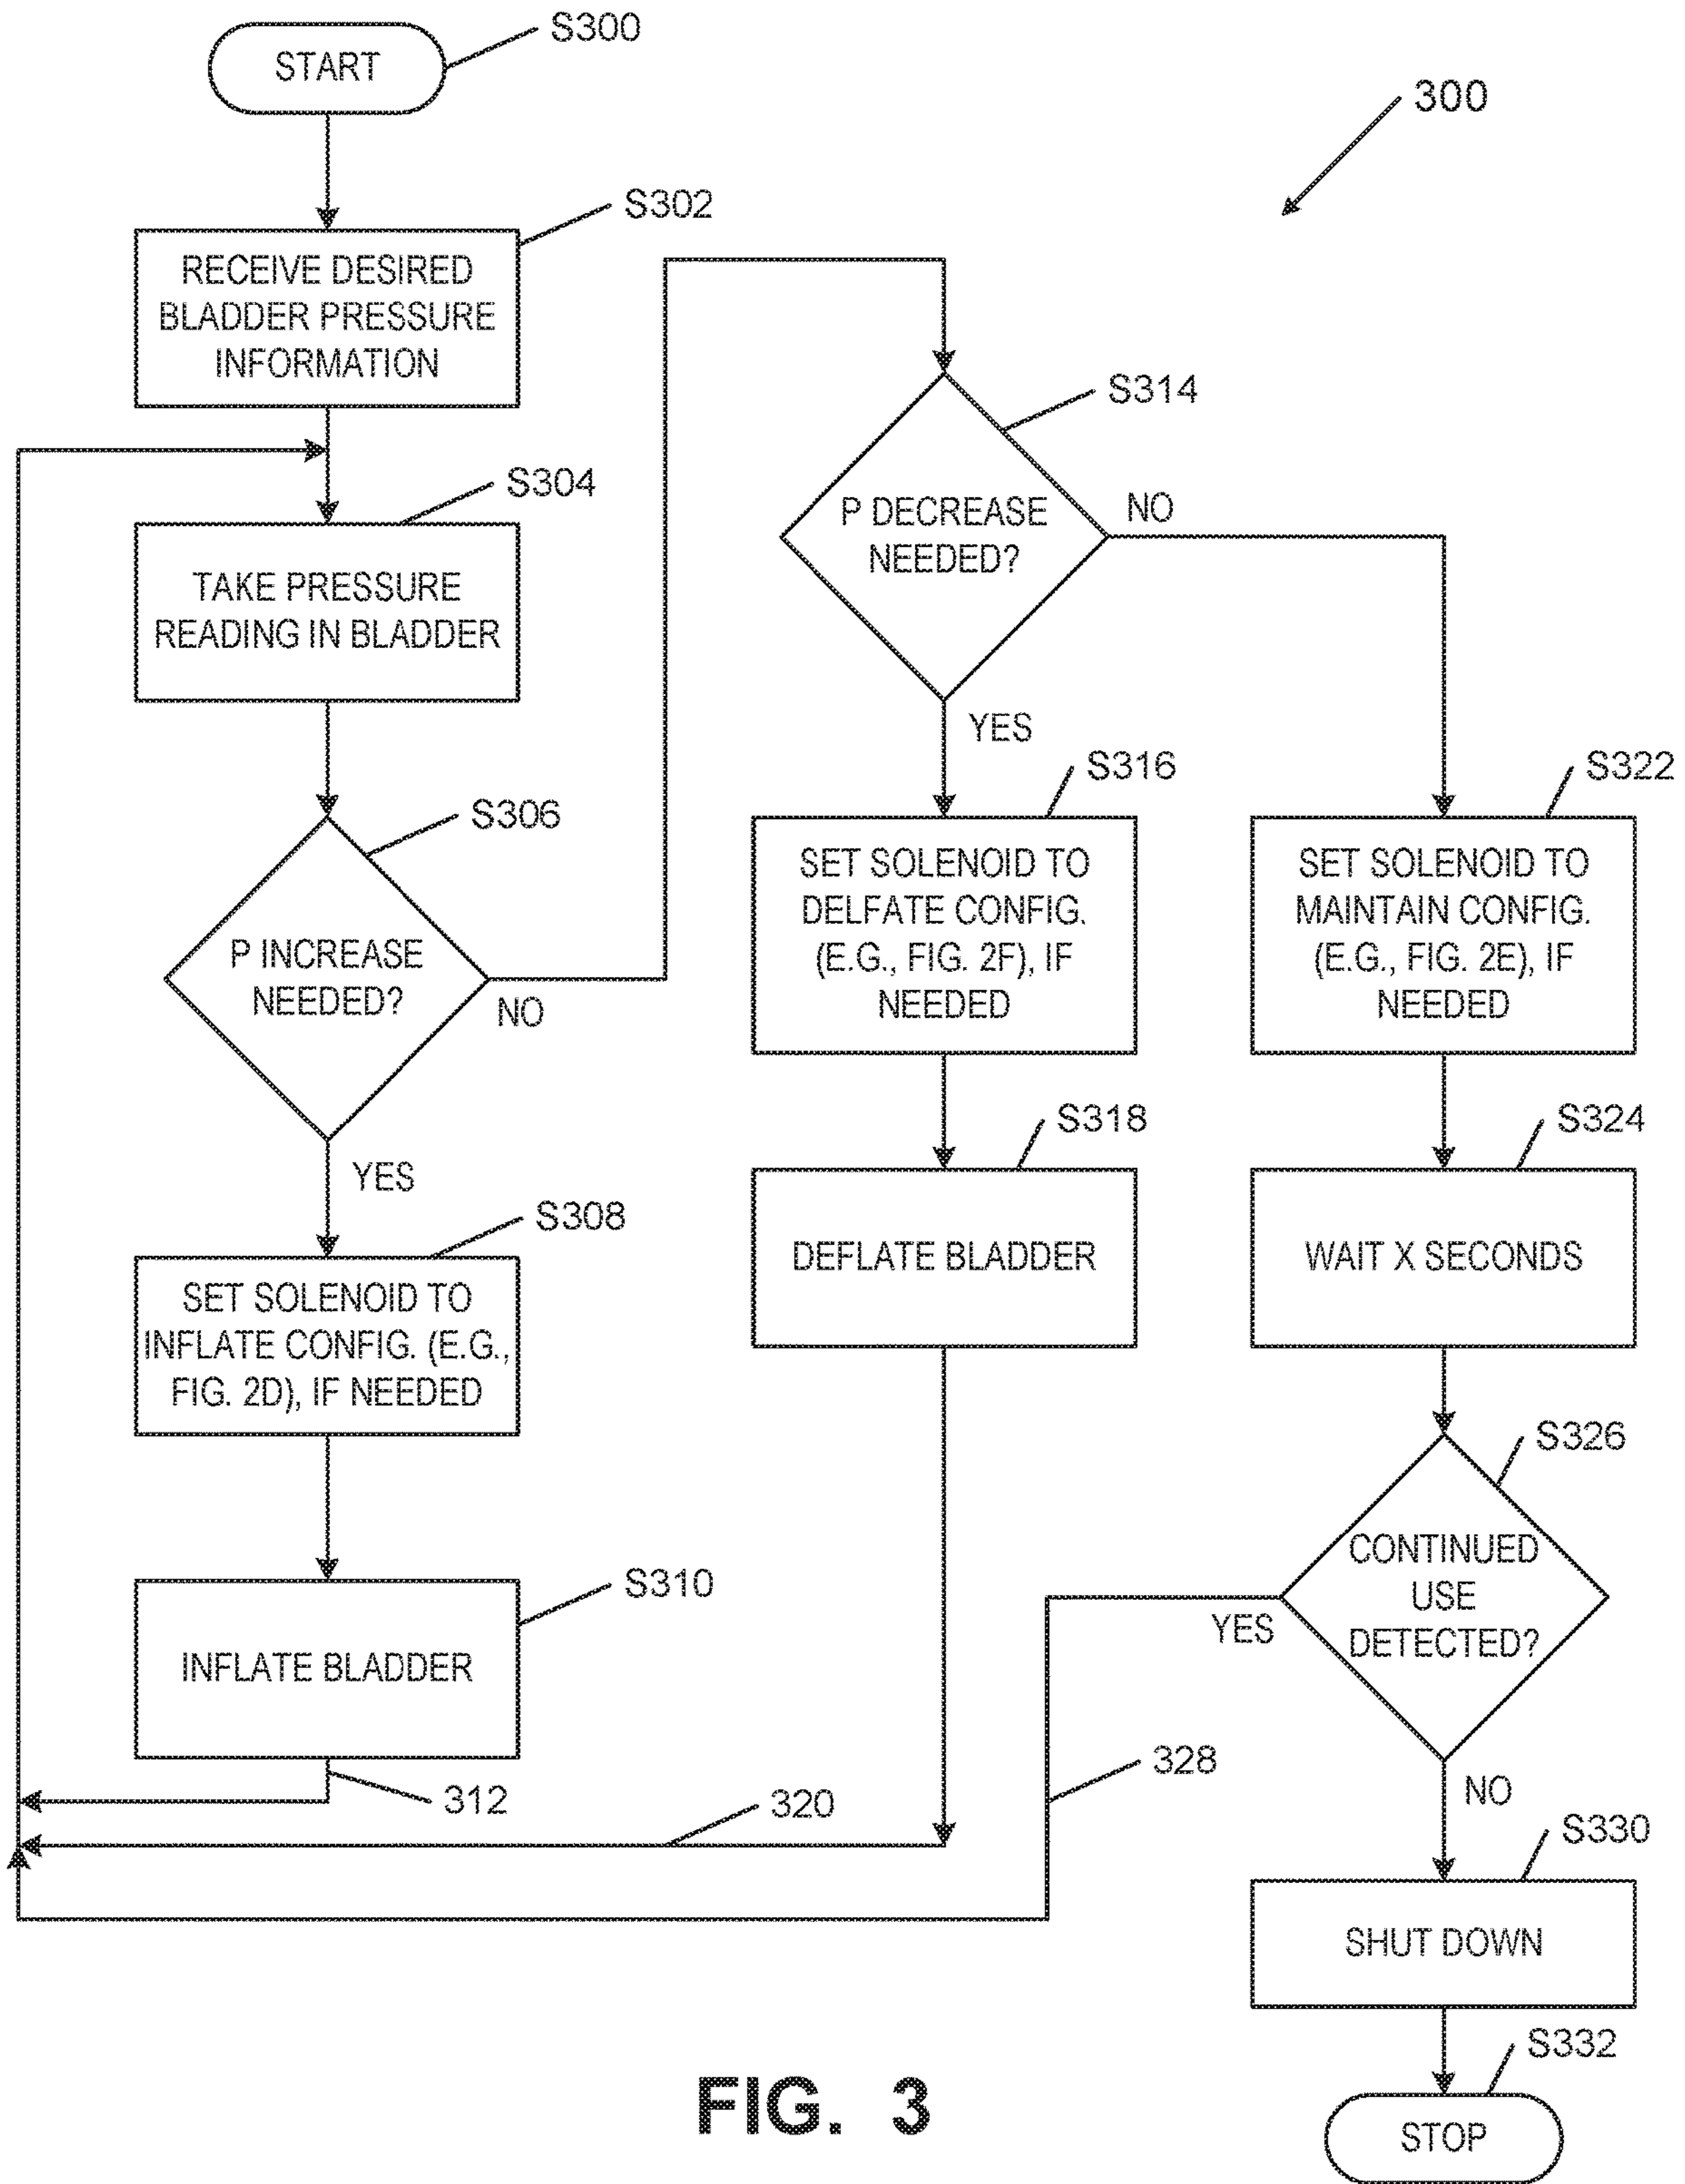 START
S300
300
S302
RECEIVE DESIRED
BLADDER PRESSURE
INFORMATION
S304
TAKE PRESSURE
READING IN BLADDER
S306
P INCREASE
NEEDED?
NO
YES
S308
SET SOLENOID TO
INFLATE CONFIG. (E.G.,
FIG. 2D), IF NEEDED
S310
INFLATE BLADDER
312
S314
P DECREASE
NEEDED?
NO
YES
S316
SET SOLENOID TO
DELFATE CONFIG.
(E.G., FIG. 2F), IF
NEEDED
S318
DEFLATE BLADDER
320
S322
SET SOLENOID TO
MAINTAIN CONFIG.
(E.G., FIG. 2E), IF
NEEDED
S324
WAIT X SECONDS
S326
CONTINUED
USE
DETECTED?
YES
328
NO
S330
SHUT DOWN
S332
STOP
FIG. 3